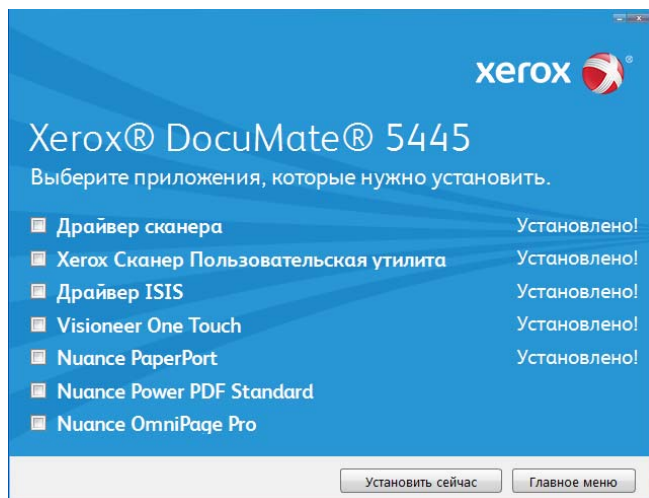 xerox ®
Xerox® DocuMate® 5445
Выберите приложения, которые нужно установить.
Драйвер сканера Установлено!
Xerox Сканер Пользовательская утилита Установлено!
Драйвер ISIS Установлено!
Visioneer One Touch Установлено!
Nuance PaperPort Установлено!
Nuance Power PDF Standard
Nuance OmniPage Pro
Установить сейчас Главное меню